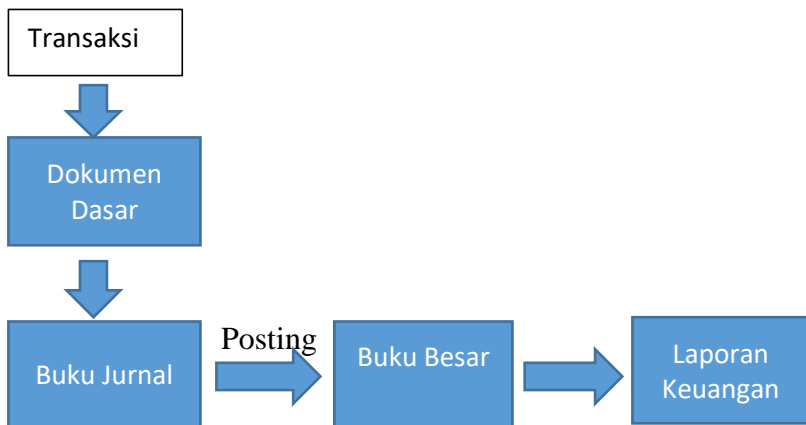 Transaksi
Dokumen
Dasar
Buku Jurnal
Posting
Buku Besar
Laporan
Keuangan